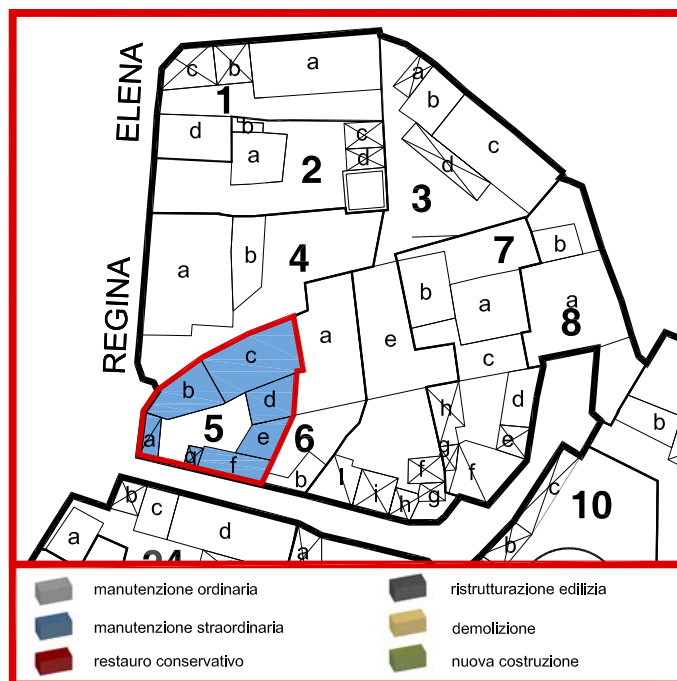 ELENA
REGINA
c
b
a
1
d
b
a
2
c
d
a
b
c
d
3
a
b
4
7
b
b
a
a
8
e
c
a
c
b
d
a
5
e
6
g
f
b
h
d
g
e
f
f
l
i
h
g
b
c
a
d
a
c
b
10
b
manutenzione ordinaria
manutenzione straordinaria
restauro conservativo
ristrutturazione edilizia
demolizione
nuova costruzione